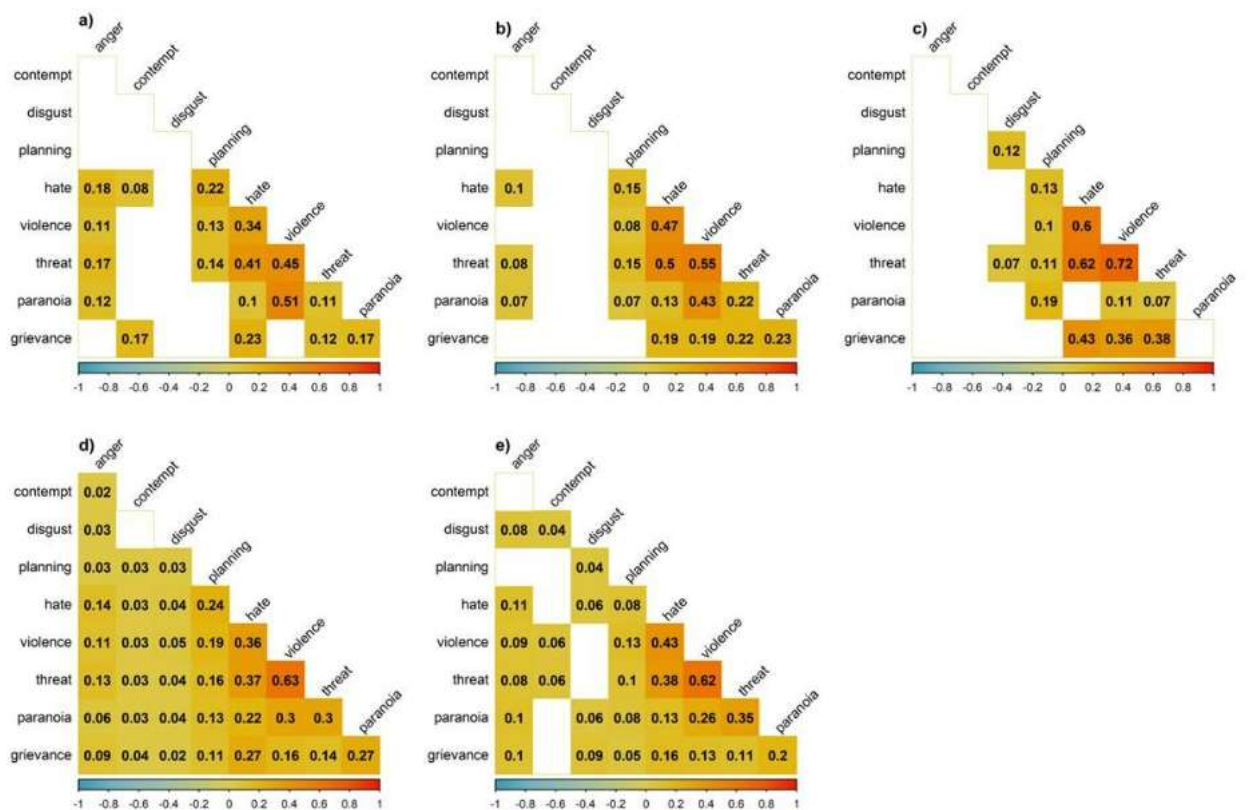 a)
anger
contempt
contempt
disgust
disgust
planning
planning
hate 0.18 0.08 0.22
hate
violence 0.11 0.13 0.34
violence
threat 0.17 0.14 0.41 0.45
threat
paranoia 0.12 0.1 0.51 0.11
paranoia
grievance 0.17 0.23 0.12 0.17
-1 -0.8 -0.6 -0.4 -0.2 0 0.2 0.4 0.6 0.8 1
b)
anger
contempt
contempt
disgust
disgust
planning
planning
hate 0.1 0.15
hate
violence 0.08 0.47
violence
threat 0.08 0.15 0.5 0.55
threat
paranoia 0.07 0.07 0.13 0.43 0.22
paranoia
grievance 0.19 0.19 0.22 0.23
-1 -0.8 -0.6 -0.4 -0.2 0 0.2 0.4 0.6 0.8 1
c)
anger
contempt
contempt
disgust
disgust
planning 0.12
planning
hate 0.13
hate
violence 0.1 0.6
violence
threat 0.07 0.11 0.62 0.72
threat
paranoia 0.19 0.11 0.07
paranoia
grievance 0.43 0.36 0.38
-1 -0.8 -0.6 -0.4 -0.2 0 0.2 0.4 0.6 0.8 1
d)
anger
contempt 0.02
contempt
disgust 0.03
disgust
planning 0.03 0.03 0.03
planning
hate 0.14 0.03 0.04 0.24
hate
violence 0.11 0.03 0.05 0.19 0.36
violence
threat 0.13 0.03 0.04 0.16 0.37 0.63
threat
paranoia 0.06 0.03 0.04 0.13 0.22 0.3 0.3
paranoia
grievance 0.09 0.04 0.02 0.11 0.27 0.16 0.14 0.27
-1 -0.8 -0.6 -0.4 -0.2 0 0.2 0.4 0.6 0.8 1
e)
anger
contempt
contempt
disgust 0.08 0.04
disgust
planning 0.04
planning
hate 0.11 0.06 0.08
hate
violence 0.09 0.06 0.13 0.43
violence
threat 0.08 0.06 0.1 0.38 0.62
threat
paranoia 0.1 0.06 0.08 0.13 0.26 0.35
paranoia
grievance 0.1 0.09 0.05 0.16 0.13 0.11 0.2
-1 -0.8 -0.6 -0.4 -0.2 0 0.2 0.4 0.6 0.8 1